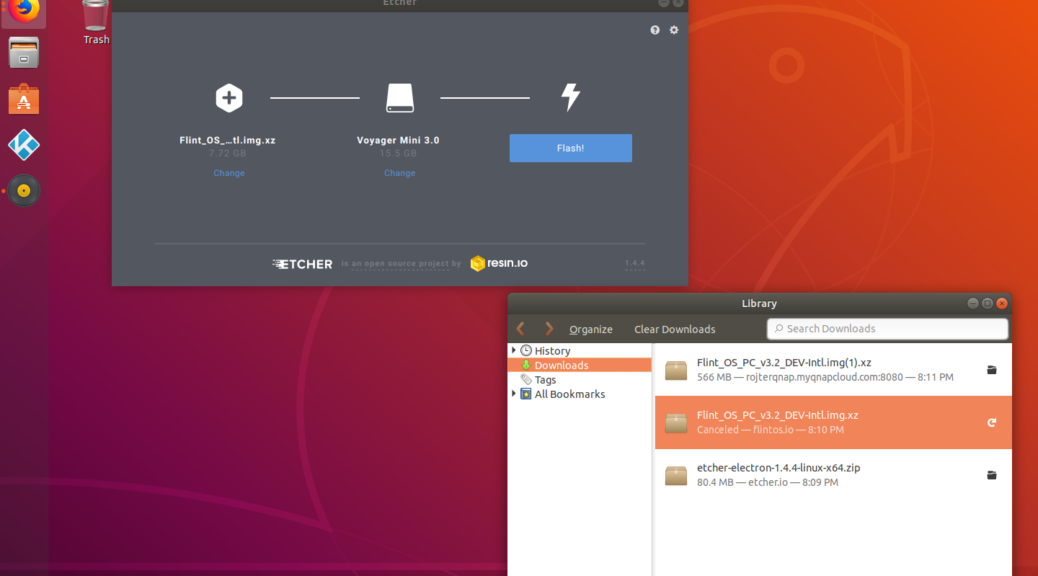 Etcher
Trash
Flint_OS_...tl.img.xz
7.72 GB
Change
Voyager Mini 3.0
15.5 GB
Change
Flash!
ETCHER is an open source project by resin.io
1.4.4
Library
Organize Clear Downloads Search Downloads
History
Downloads
Tags
All Bookmarks
Flint_OS_PC_v3.2_DEV-Intl.img(1).xz
566 MB — rojterqnap.myqnapcloud.com:8080 — 8:11 PM
Flint_OS_PC_v3.2_DEV-Intl.img.xz
Canceled — flintos.io — 8:10 PM
etcher-electron-1.4.4-linux-x64.zip
80.4 MB — etcher.io — 8:09 PM